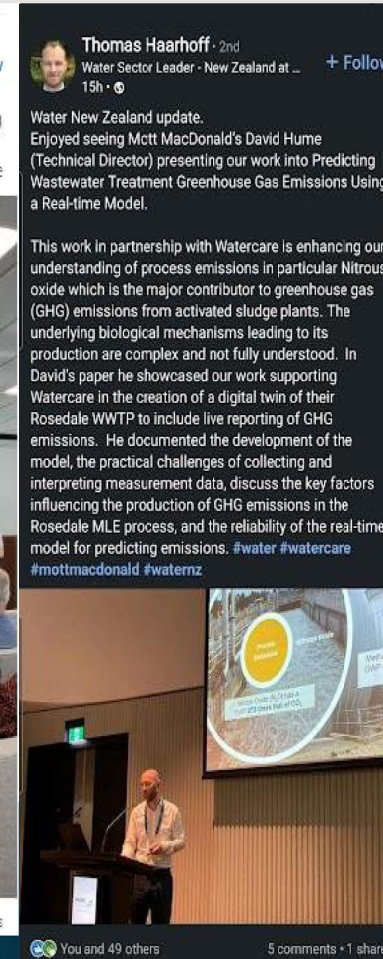 Thomas Haarhoff · 2nd
Water Sector Leader - New Zealand at ...
+ Follow
15h •
Water New Zealand update.
Enjoyed seeing Mott MacDonald's David Hume
(Technical Director) presenting our work into Predicting
Wastewater Treatment Greenhouse Gas Emissions Using
a Real-time Model.
This work in partnership with Watercare is enhancing our
understanding of process emissions in particular Nitrous
oxide which is the major contributor to greenhouse gas
(GHG) emissions from activated sludge plants. The
underlying biological mechanisms leading to its
production are complex and not fully understood. In
David's paper he showcased our work supporting
Watercare in the creation of a digital twin of their
Rosedale WWTP to include live reporting of GHG
emissions. He documented the development of the
model, the practical challenges of collecting and
interpreting measurement data, discuss the key factors
influencing the production of GHG emissions in the
Rosedale MLE process, and the reliability of the real-time
model for predicting emissions. #water #watercare
#mottmacdonald #waternz
Process
Emissions
You and 49 others
5 comments • 1 share